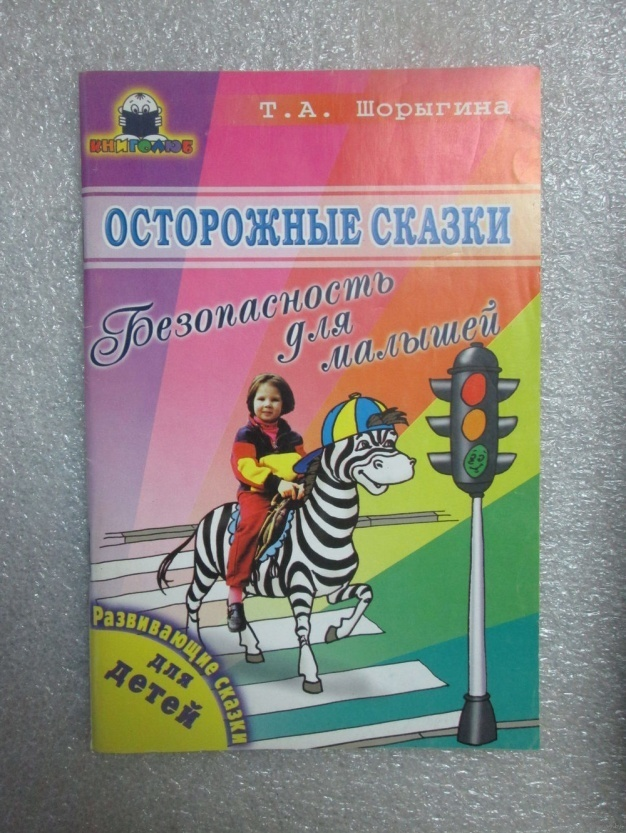 Т.А. Шорыгина
КНИГОЛЮБ
ОСТОРОЖНЫЕ СКАЗКИ
Безопасность
для
малышей
Развивающие сказки
для
детей